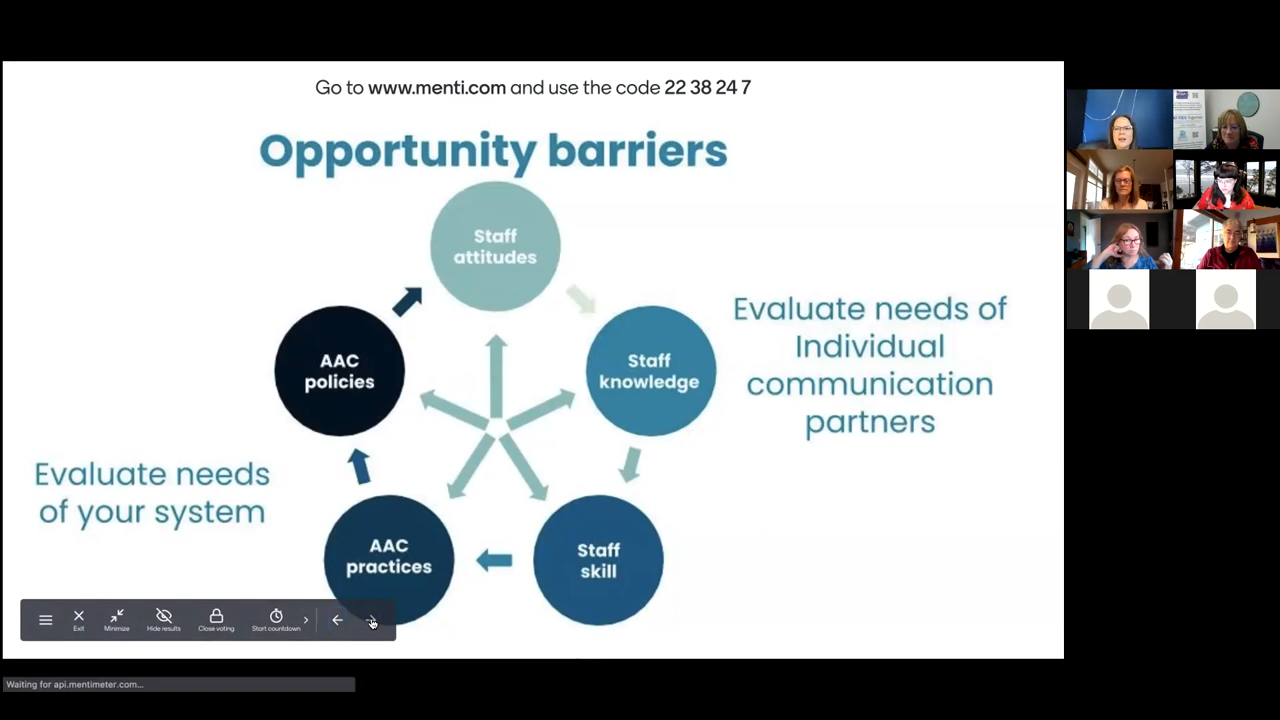 Go to www.menti.com and use the code 22 38 24 7
Opportunity barriers
Staff
attitudes
AAC
policies
Staff
knowledge
Evaluate needs of
Individual
communication
partners
Evaluate needs
of your system
AAC
practices
Staff
skill
Exit
Minimize
Hide results
Close voting
Start countdown
Waiting for api.mentimeter.com...